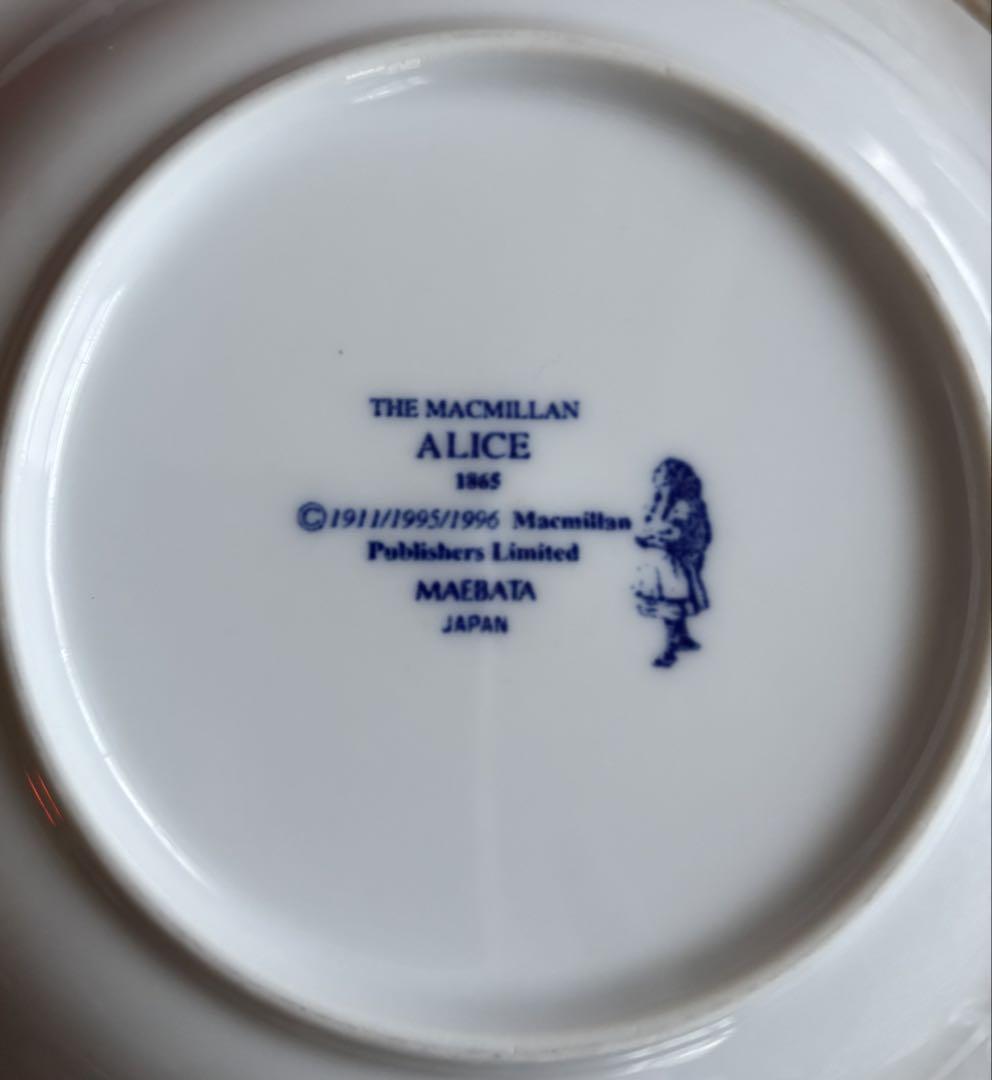 THE MACMILLAN
ALICE
1865
©1911/1995/1996 Macmillan
Publishers Limited
MAEBATA
JAPAN